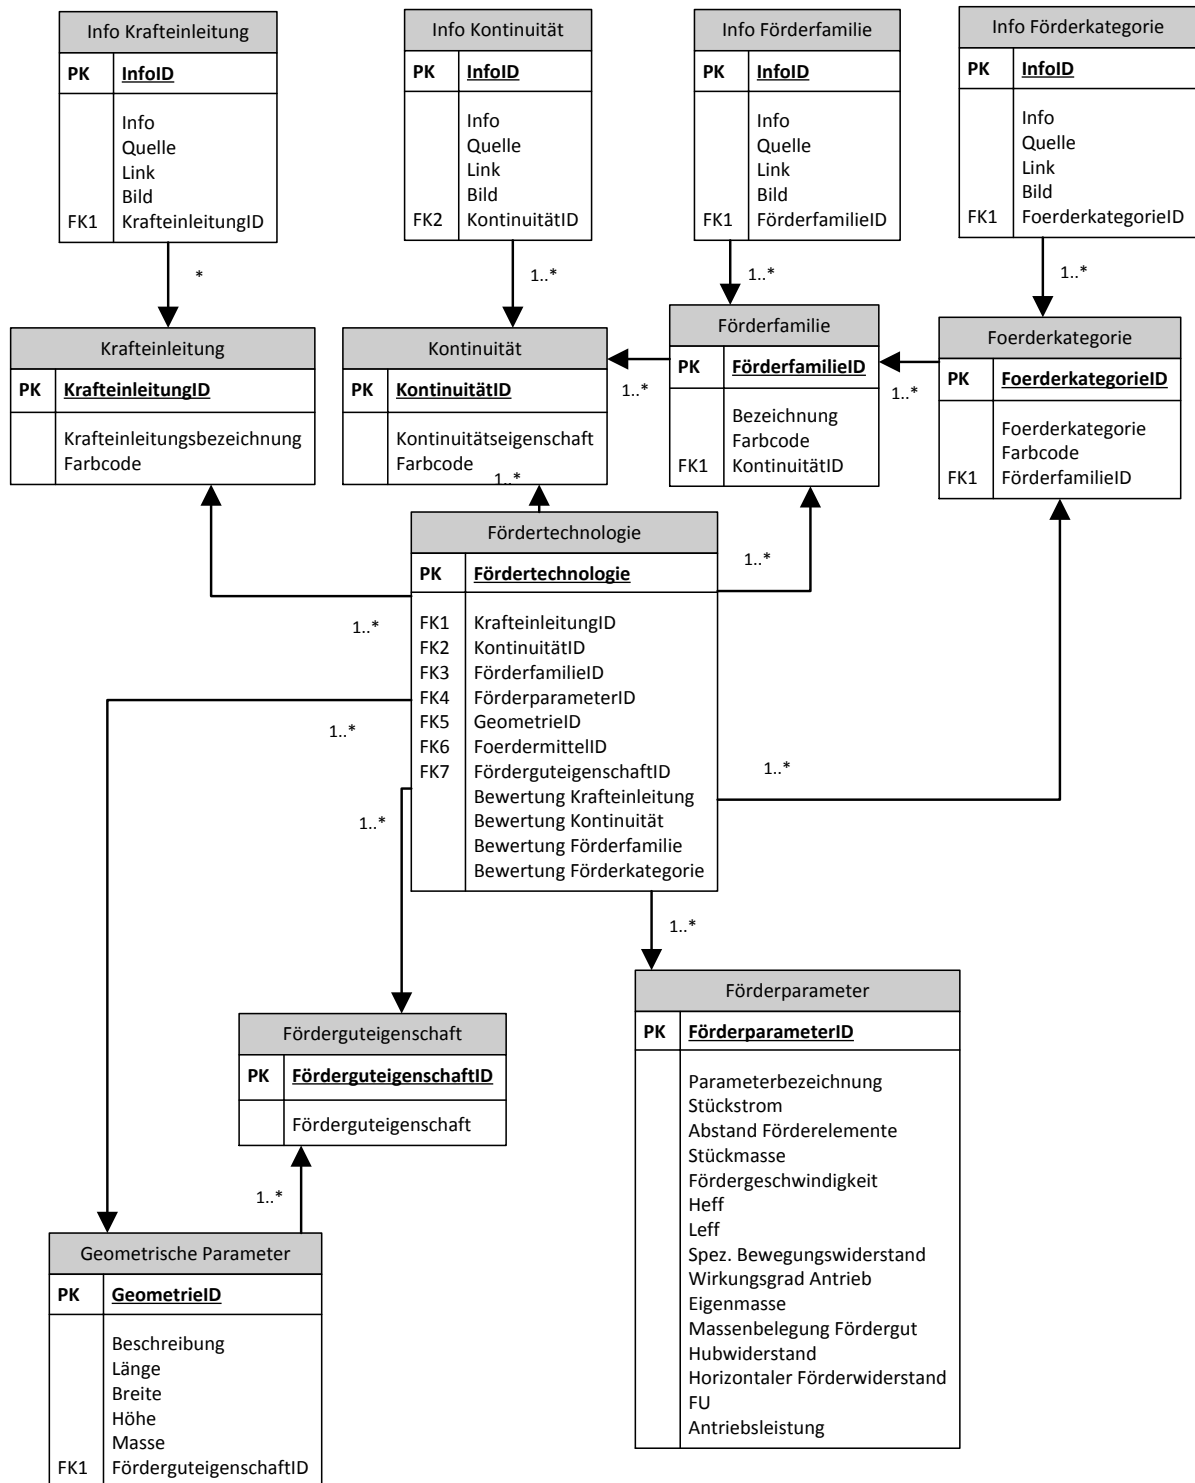 Info Krafteinleitung
PK InfoID
Info
Quelle
Link
Bild
FK1 KrafteinleitungID
Info Kontinuität
PK InfoID
Info
Quelle
Link
Bild
FK2 KontinuitätID
Info Förderfamilie
PK InfoID
Info
Quelle
Link
Bild
FK1 FörderfamilieID
Info Förderkategorie
PK InfoID
Info
Quelle
Link
Bild
FK1 FoerderkategorieID
*
1..*
1..*
1..*
Krafteinleitung
PK KrafteinleitungID
Krafteinleitungsbezeichnung
Farbcode
Kontinuität
PK KontinuitätID
Kontinuitätseigenschaft
Farbcode
1..*
1..*
Förderfamilie
PK FörderfamilieID
Bezeichnung
Farbcode
FK1 KontinuitätID
1..*
Foerderkategorie
PK FoerderkategorieID
Foerderkategorie
Farbcode
FK1 FörderfamilieID
Fördertechnologie
PK Fördertechnologie
FK1 KrafteinleitungID
FK2 KontinuitätID
FK3 FörderfamilieID
FK4 FörderparameterID
FK5 GeometrieID
FK6 FoerdermittelID
FK7 FörderguteigenschaftID
Bewertung Krafteinleitung
Bewertung Kontinuität
Bewertung Förderfamilie
Bewertung Förderkategorie
1..*
1..*
1..*
1..*
1..*
1..*
Förderguteigenschaft
PK FörderguteigenschaftID
Förderguteigenschaft
1..*
Geometrische Parameter
PK GeometrieID
Beschreibung
Länge
Breite
Höhe
Masse
FK1 FörderguteigenschaftID
Förderparameter
PK FörderparameterID
Parameterbezeichnung
Stückstrom
Abstand Förderelemente
Stückmasse
Fördergeschwindigkeit
Heff
Leff
Spez. Bewegungswiderstand
Wirkungsgrad Antrieb
Eigenmasse
Massenbelegung Fördergut
Hubwiderstand
Horizontaler Förderwiderstand
FU
Antriebsleistung